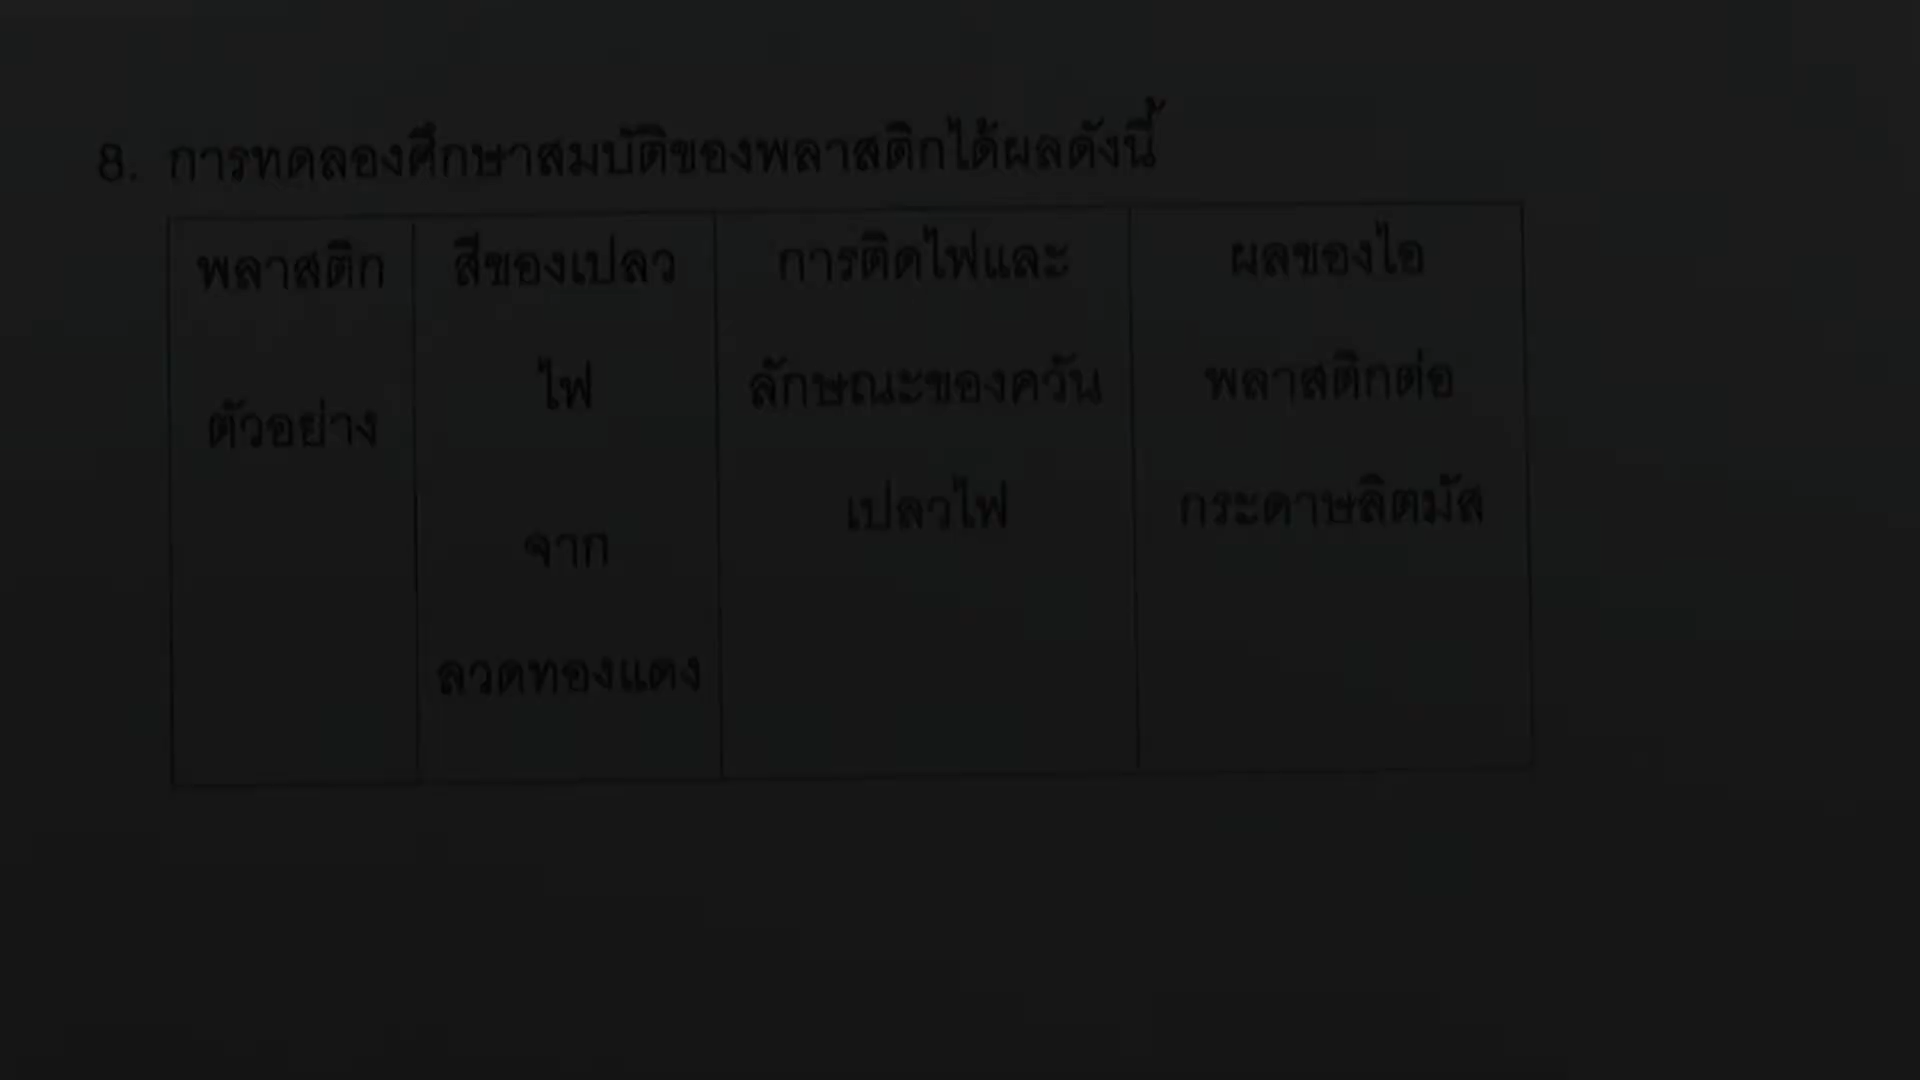 8. การทดลองศึกษาสมบัติของพลาสติกได้ผลดังนี้
พลาสติก
ตัวอย่าง
สีของเปลว
ไฟ
จาก
ลวดทองแดง
การติดไฟและ
ลักษณะของควัน
เปลวไฟ
ผลของไอ
พลาสติกต่อ
กระดาษลิตมัส